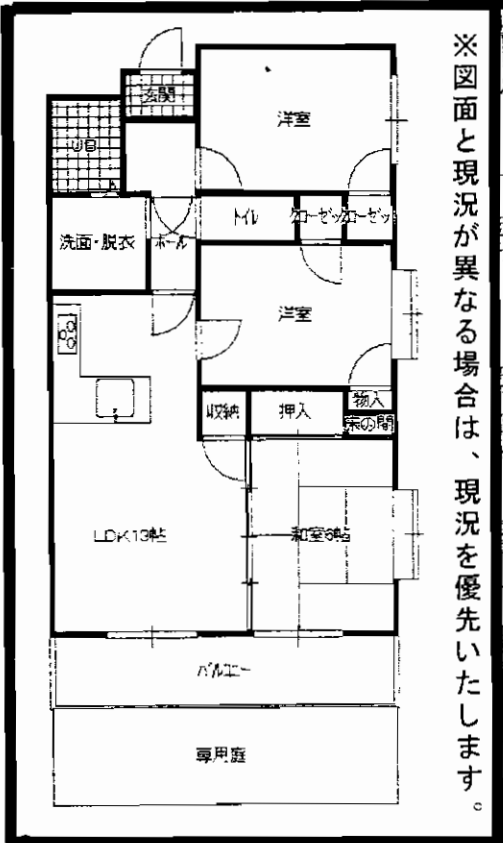 ※図面と現況が異なる場合は、現況を優先いたします。
玄関
洋室
UB
洗面・脱衣
ホール
トイレ
クローゼット
クローゼット
洋室
収納
押入
物入
床の間
LDK13帖
和室6帖
バルコニー
専用庭